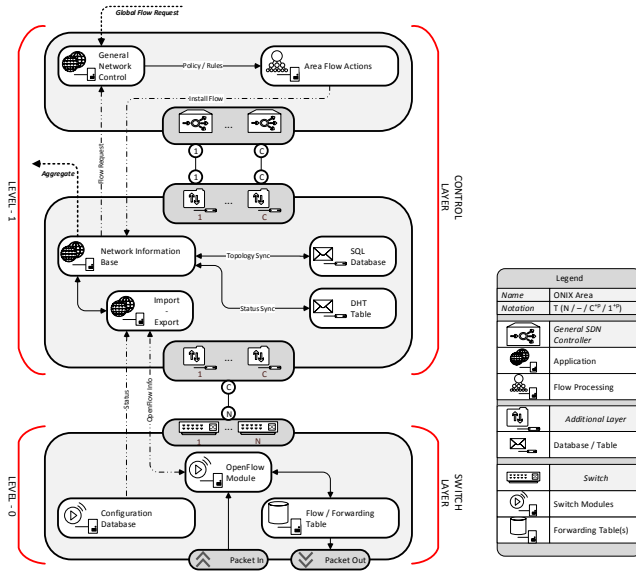 Global Flow Request
General
Network
Control
Policy / Rules
Area Flow Actions
Install Flow
...
1
C
1
C
Flow Request
Aggregate
LEVEL - 1
CONTROL
LAYER
...
1
C
Network Information
Base
Topology Sync
SQL
Database
Status Sync
DHT
Table
Import
-
Export
...
1
C
C
N
Status
OpenFlow Info
...
1
N
OpenFlow
Module
Configuration
Database
Flow / Forwarding
Table
Packet In
Packet Out
LEVEL - 0
SWITCH
LAYER
Legend
Name ONIX Area
Notation T (N / – / C*ᵖ / 1*ᵖ)
General SDN
Controller
Application
Flow Processing
Additional Layer
Database / Table
Switch
Switch Modules
Forwarding Table(s)